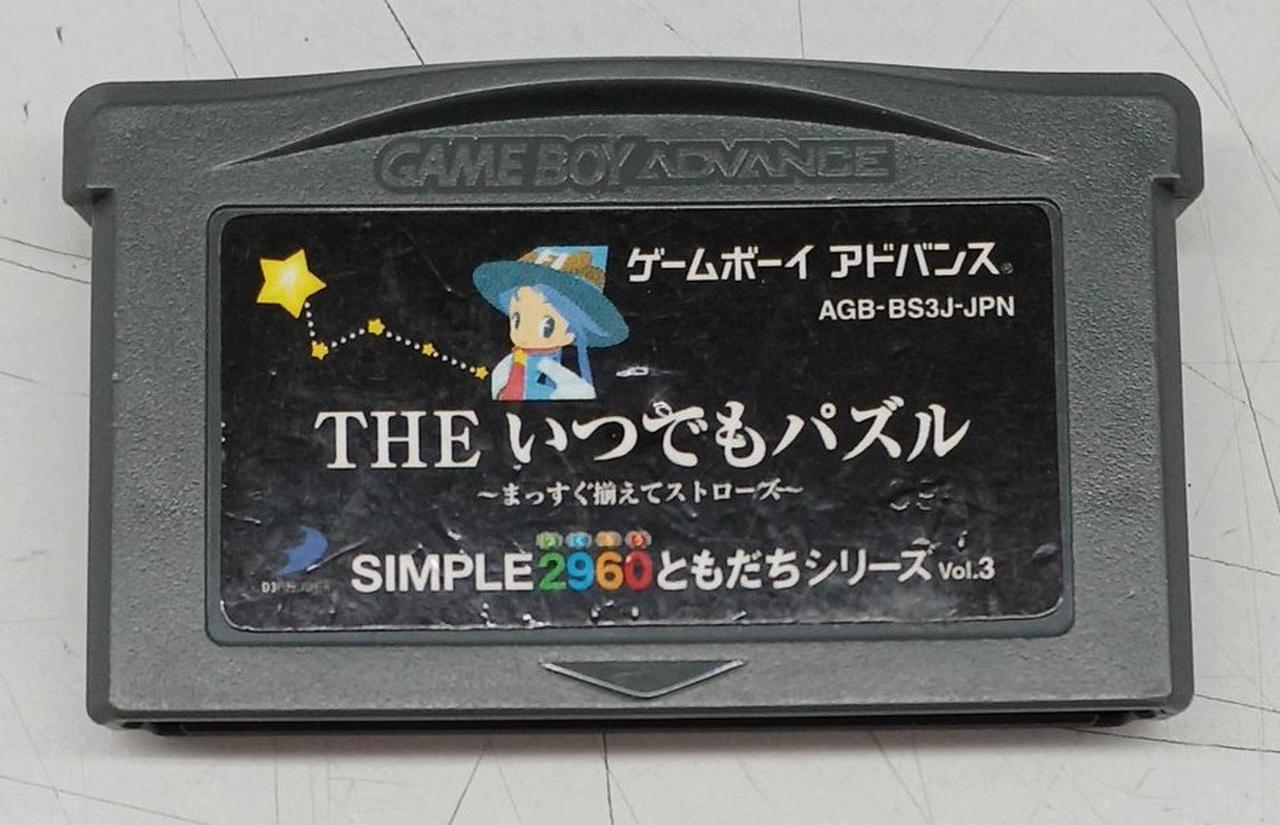 GAME BOY ADVANCE
ゲームボーイ アドバンス®
AGB-BS3J-JPN
THE いつでもパズル
~まっすぐ揃えてストローズ~
SIMPLE2960ともだちシリーズ Vol.3
D3PUBLISHER